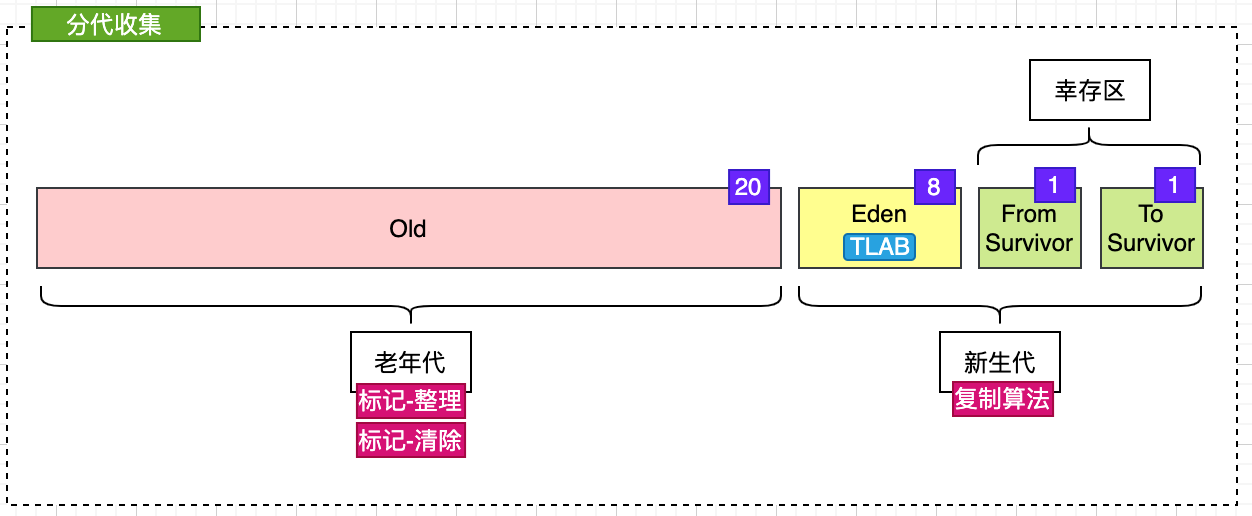 分代收集
幸存区
20
8
1
1
Old
Eden
TLAB
From
Survivor
To
Survivor
老年代
标记-整理
标记-清除
新生代
复制算法